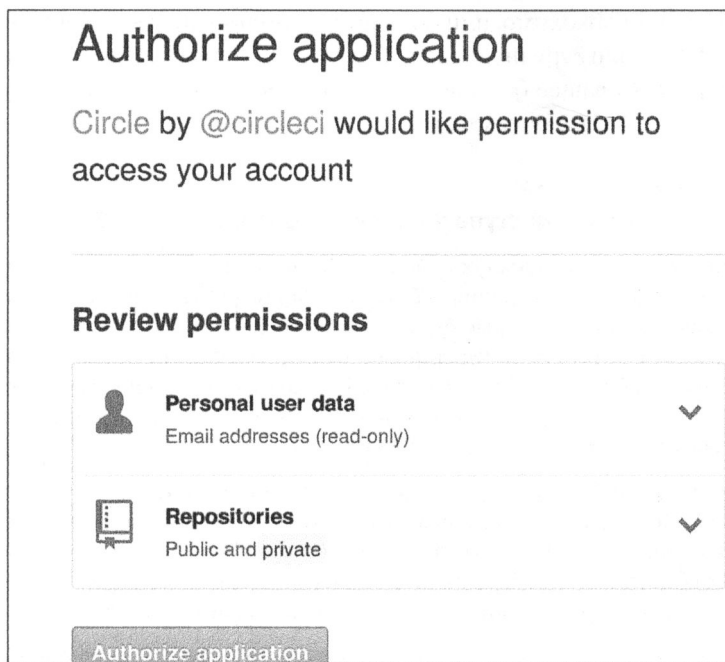 Authorize application
Circle by @circleci would like permission to
access your account
Review permissions
Personal user data
Email addresses (read-only)
Repositories
Public and private
Authorize application